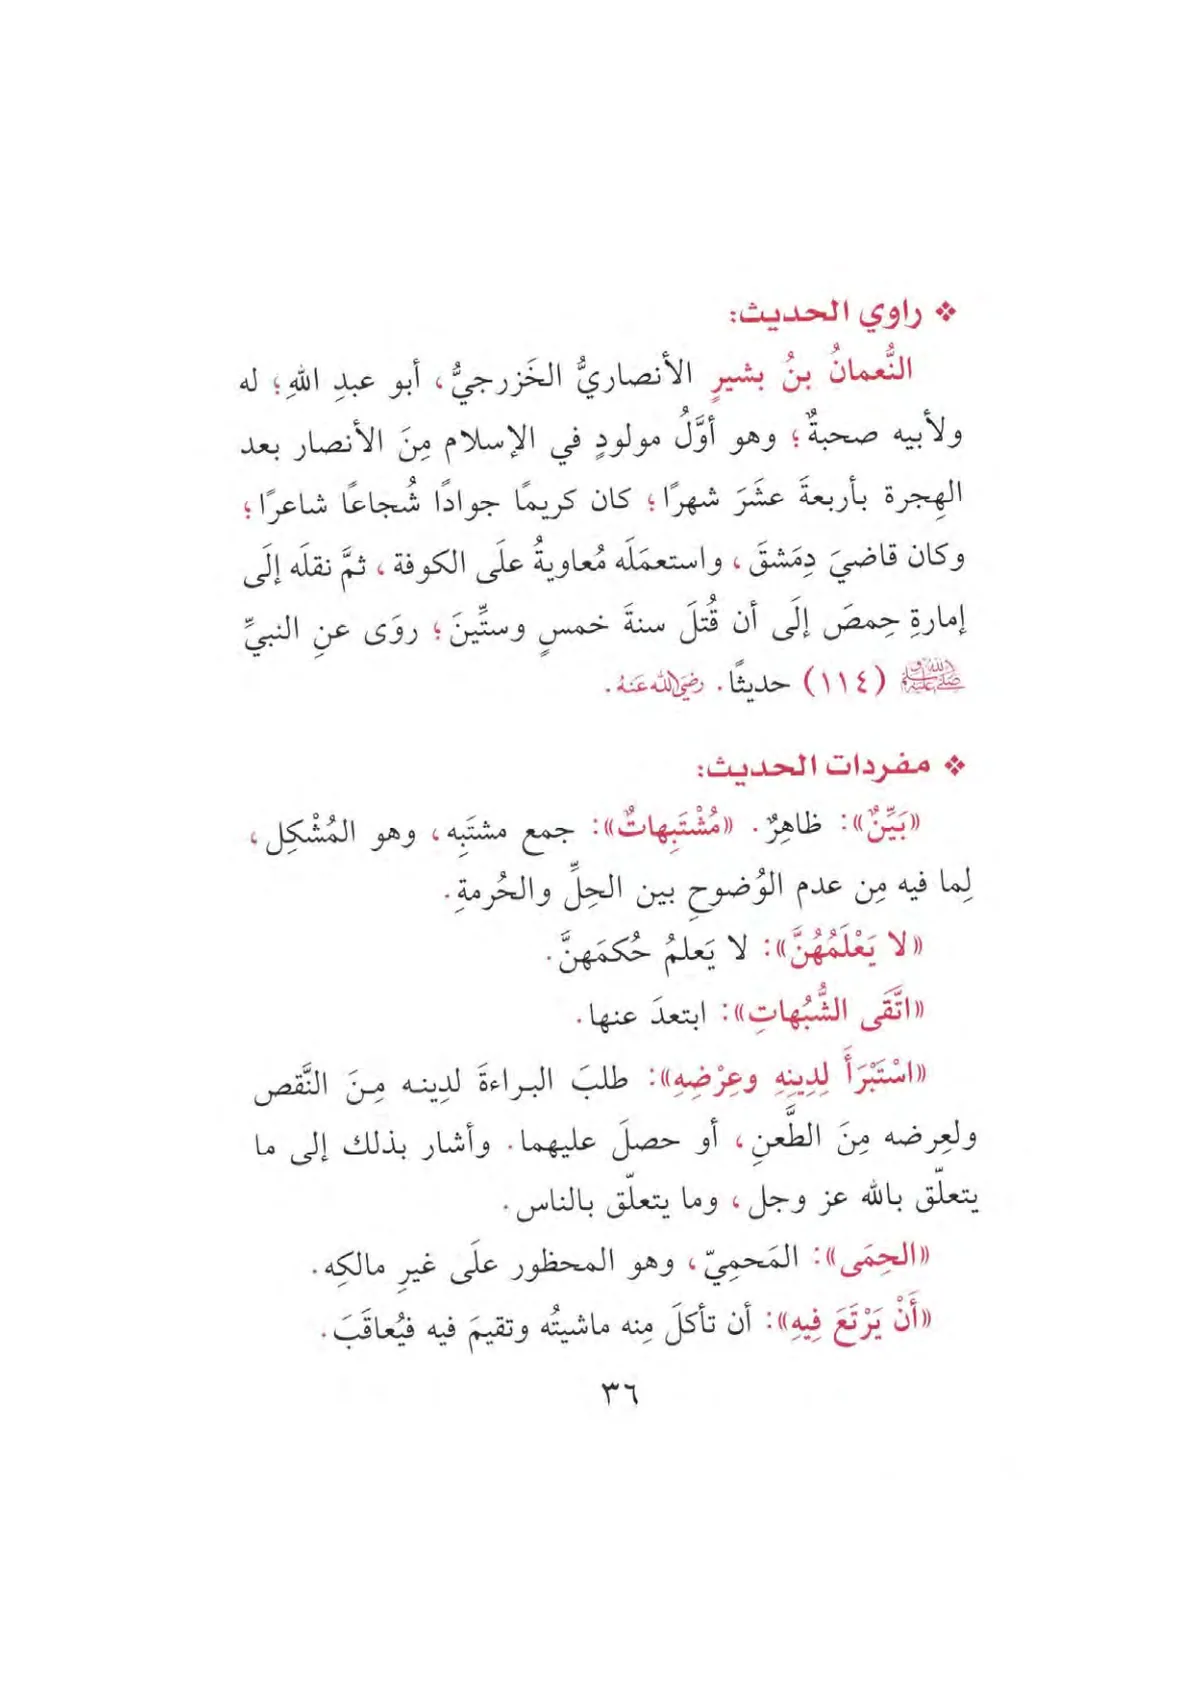 ❖ راوي الحديث:
النُّعمانُ بنُ بشيرٍ الأنصاريُّ الخَزرجيُّ، أبو عبدِ اللهِ؛ له
ولأبيه صحبةٌ؛ وهو أوَّلُ مولودٍ في الإسلام مِنَ الأنصار بعد
الهِجرة بأربعةَ عشَرَ شهرًا؛ كان كريمًا جوادًا شُجاعًا شاعرًا؛
وكان قاضيَ دِمَشقَ، واستعمَلَه مُعاويةُ علَى الكوفة، ثمَّ نقلَه إلَى
إمارةِ حِمصَ إلَى أن قُتلَ سنةَ خمسٍ وستِّينَ؛ روَى عنِ النبيِّ
ﷺ (١١٤) حديثًا. رضي الله عنه.
❖ مفردات الحديث:
«بَيِّنٌ»: ظاهِرٌ. «مُشْتَبِهاتٌ»: جمع مشتَبِه، وهو المُشْكِل،
لِما فيه مِن عدم الوُضوحِ بين الحِلِّ والحُرمةِ.
«لا يَعْلَمُهُنَّ»: لا يَعلمُ حُكمَهنَّ.
«اتَّقَى الشُّبُهاتِ»: ابتعدَ عنها.
«اسْتَبْرَأَ لِدِينِهِ وعِرْضِهِ»: طلبَ البراءةَ لدِينه مِنَ النَّقص
ولعِرضه مِنَ الطَّعنِ، أو حصلَ عليهما. وأشار بذلك إلى ما
يتعلّق بالله عز وجل، وما يتعلّق بالناس.
«الحِمَى»: المَحمِيّ، وهو المحظور علَى غيرِ مالكِه.
«أَنْ يَرْتَعَ فِيهِ»: أن تأكلَ مِنه ماشيتُه وتقيمَ فيه فيُعاقَبَ.
٣٦